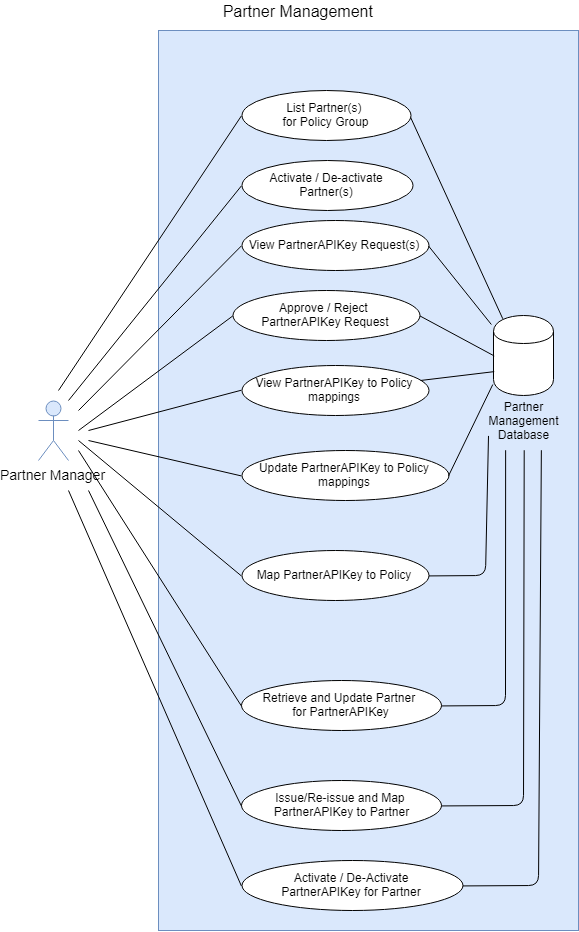 Partner Management
List Partner(s)
for Policy Group
Activate / De-activate
Partner(s)
View PartnerAPIKey Request(s)
Approve / Reject
PartnerAPIKey Request
View PartnerAPIKey to Policy
mappings
Partner
Management
Database
Partner Manager
Update PartnerAPIKey to Policy
mappings
Map PartnerAPIKey to Policy
Retrieve and Update Partner
for PartnerAPIKey
Issue/Re-issue and Map
PartnerAPIKey to Partner
Activate / De-Activate
PartnerAPIKey for Partner